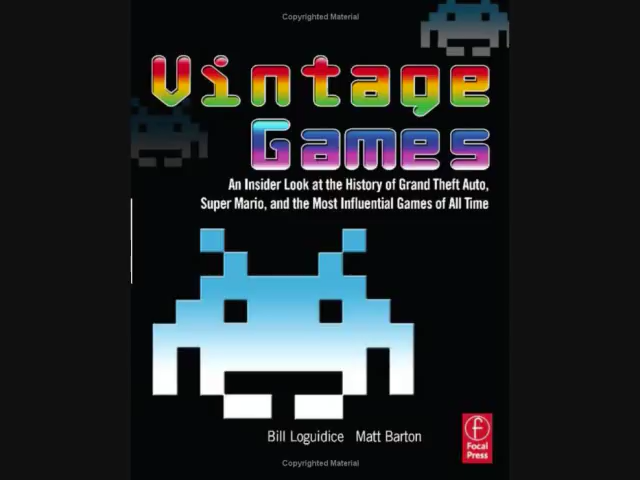 Copyrighted Material
Vintage
Games
An Insider Look at the History of Grand Theft Auto,
Super Mario, and the Most Influential Games of All Time
Bill Loguidice Matt Barton
f
Focal
Press
Copyrighted Material